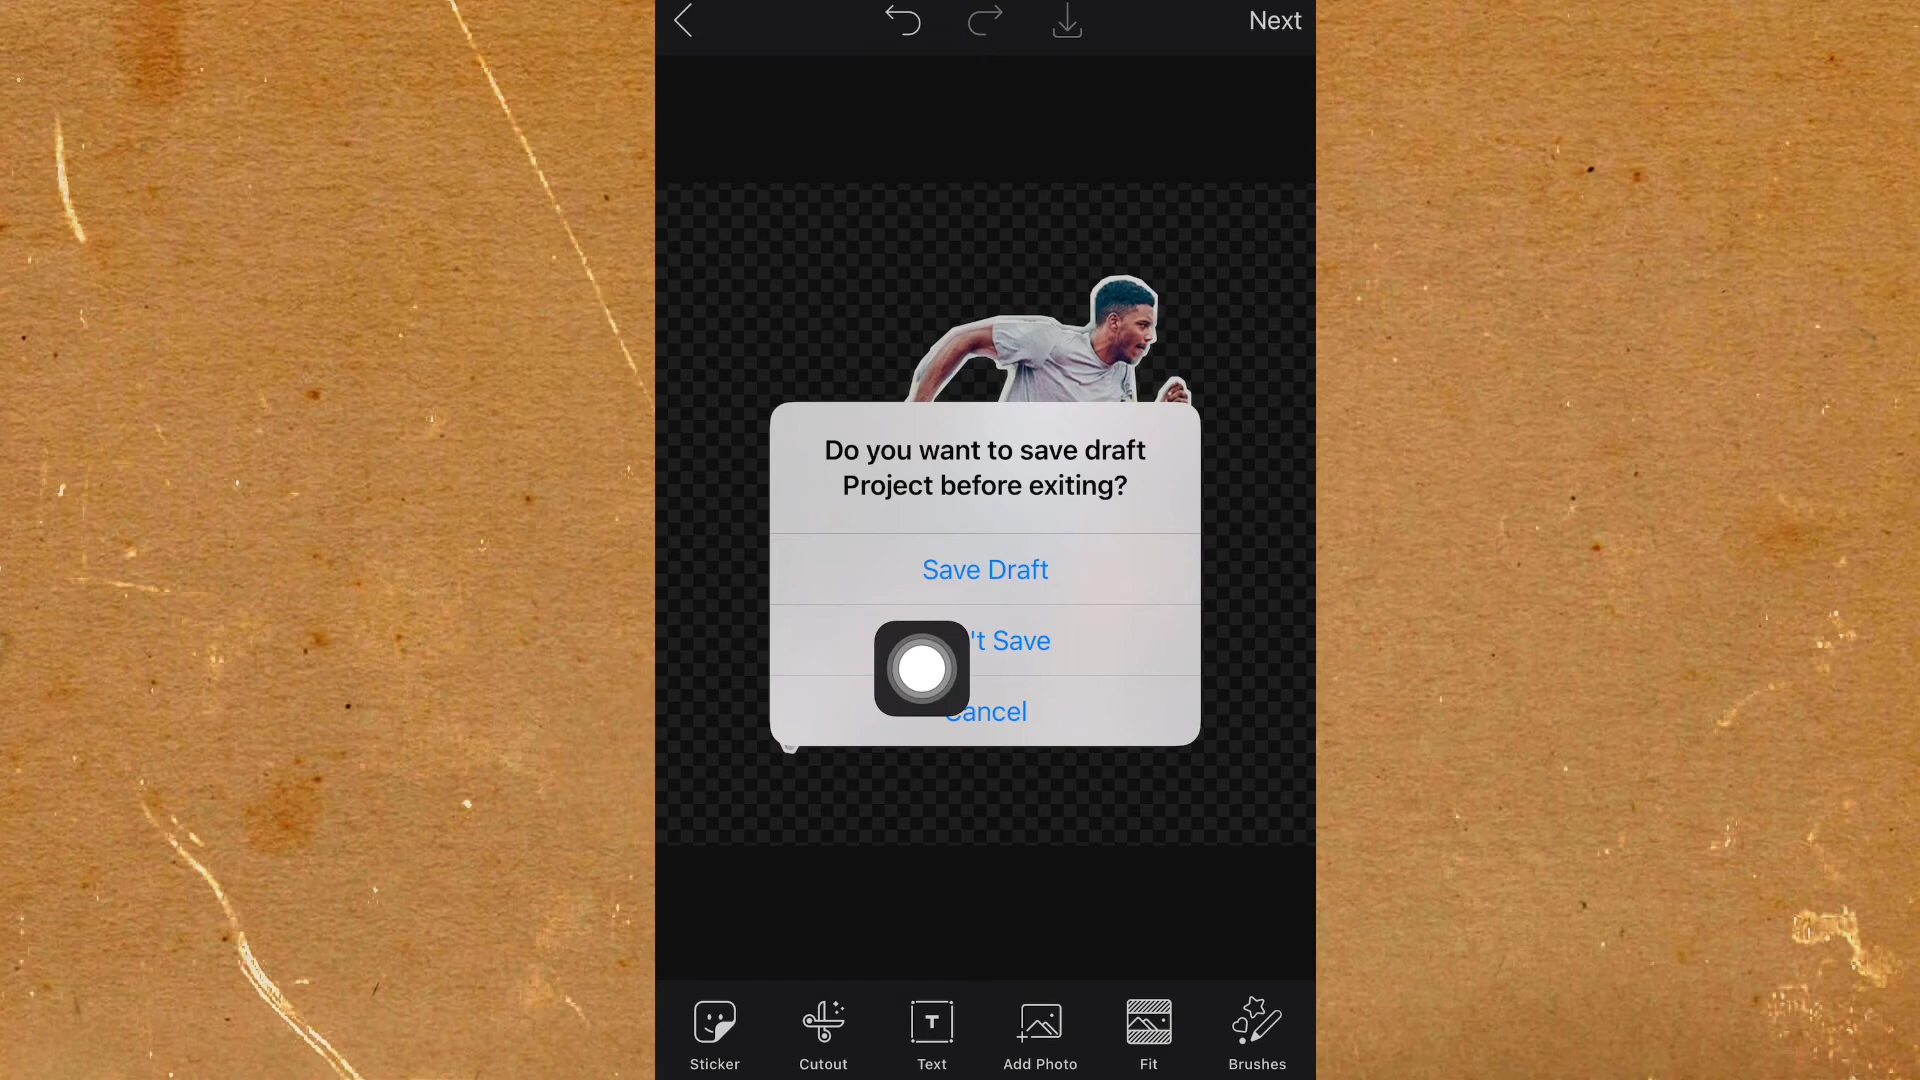 Next
Do you want to save draft
Project before exiting?
Save Draft
't Save
Cancel
T
Sticker
Cutout
Text
Add Photo
Fit
Brushes